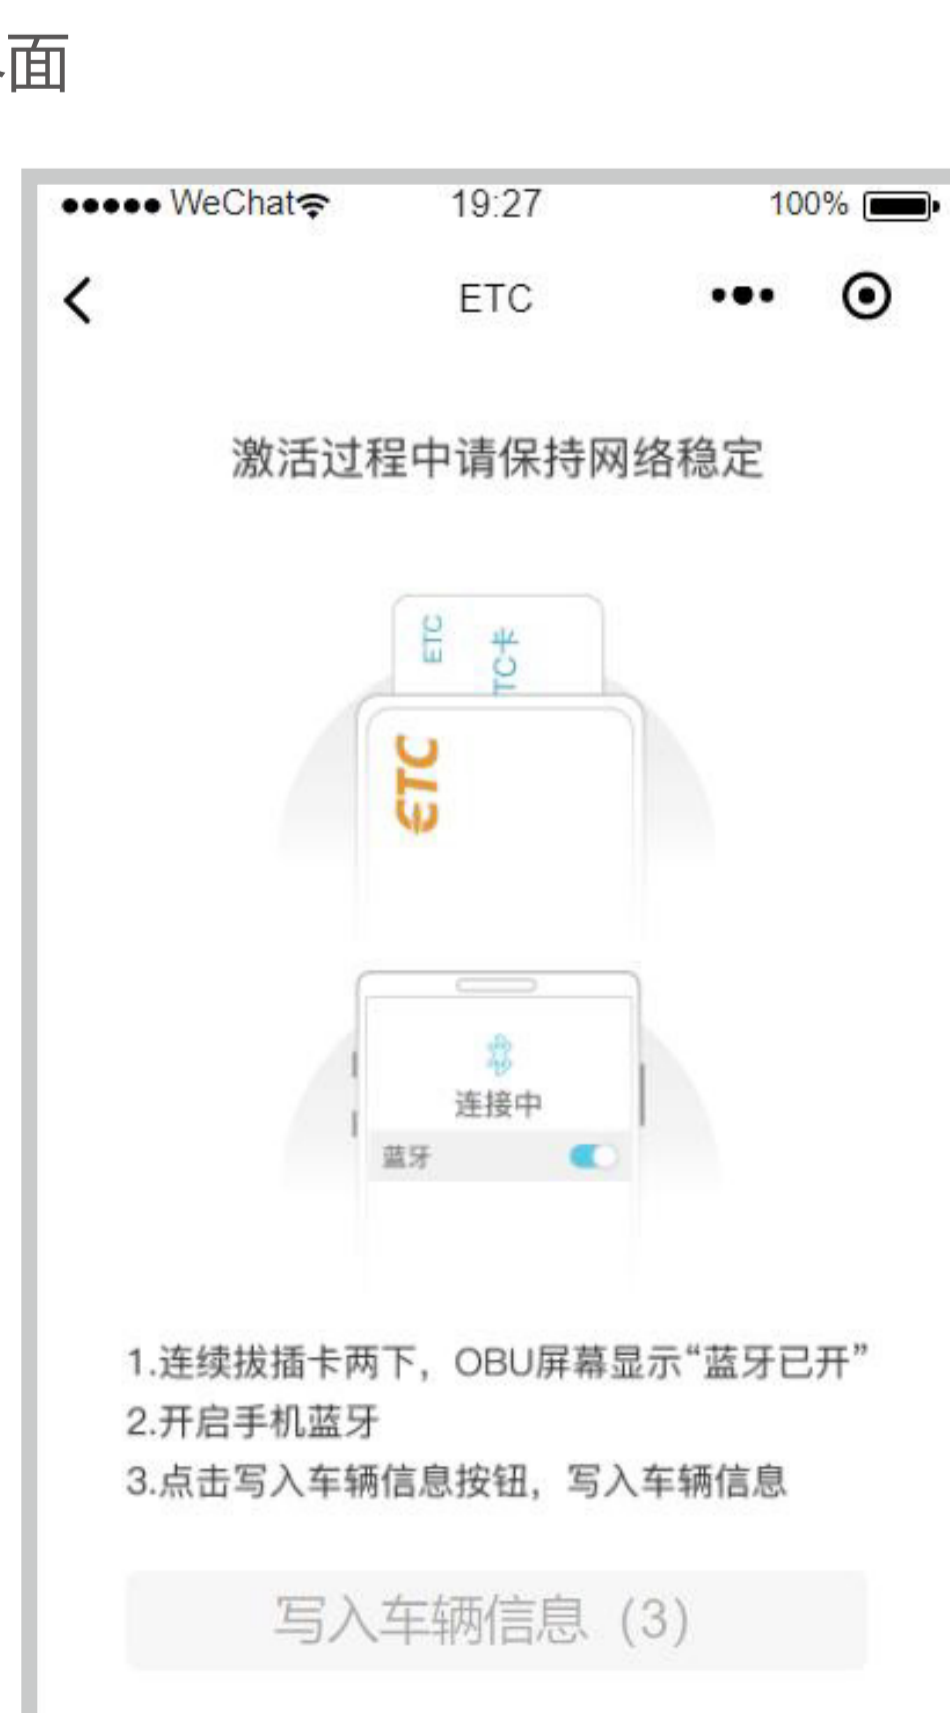 面
WeChat 19:27 100%
ETC
激活过程中请保持网络稳定
ETC
TC卡
ETC
连接中
蓝牙
1.连续拔插卡两下，OBU屏幕显示“蓝牙已开”
2.开启手机蓝牙
3.点击写入车辆信息按钮，写入车辆信息
写入车辆信息（3）